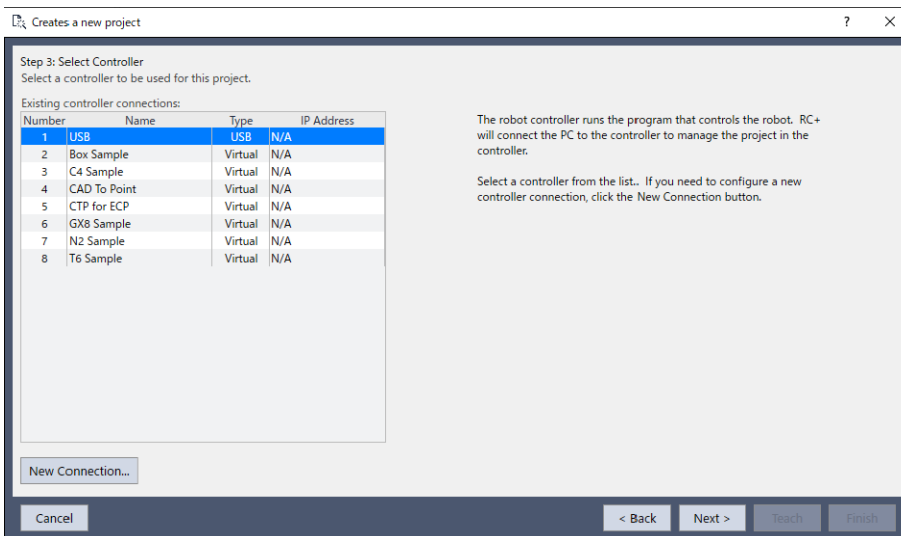 Creates a new project
Step 3: Select Controller
Select a controller to be used for this project.
Existing controller connections:
Number Name Type IP Address
1 USB USB N/A
2 Box Sample Virtual N/A
3 C4 Sample Virtual N/A
4 CAD To Point Virtual N/A
5 CTP for ECP Virtual N/A
6 GX8 Sample Virtual N/A
7 N2 Sample Virtual N/A
8 T6 Sample Virtual N/A
The robot controller runs the program that controls the robot. RC+
will connect the PC to the controller to manage the project in the
controller.
Select a controller from the list.. If you need to configure a new
controller connection, click the New Connection button.
New Connection...
Cancel < Back Next > Teach Finish